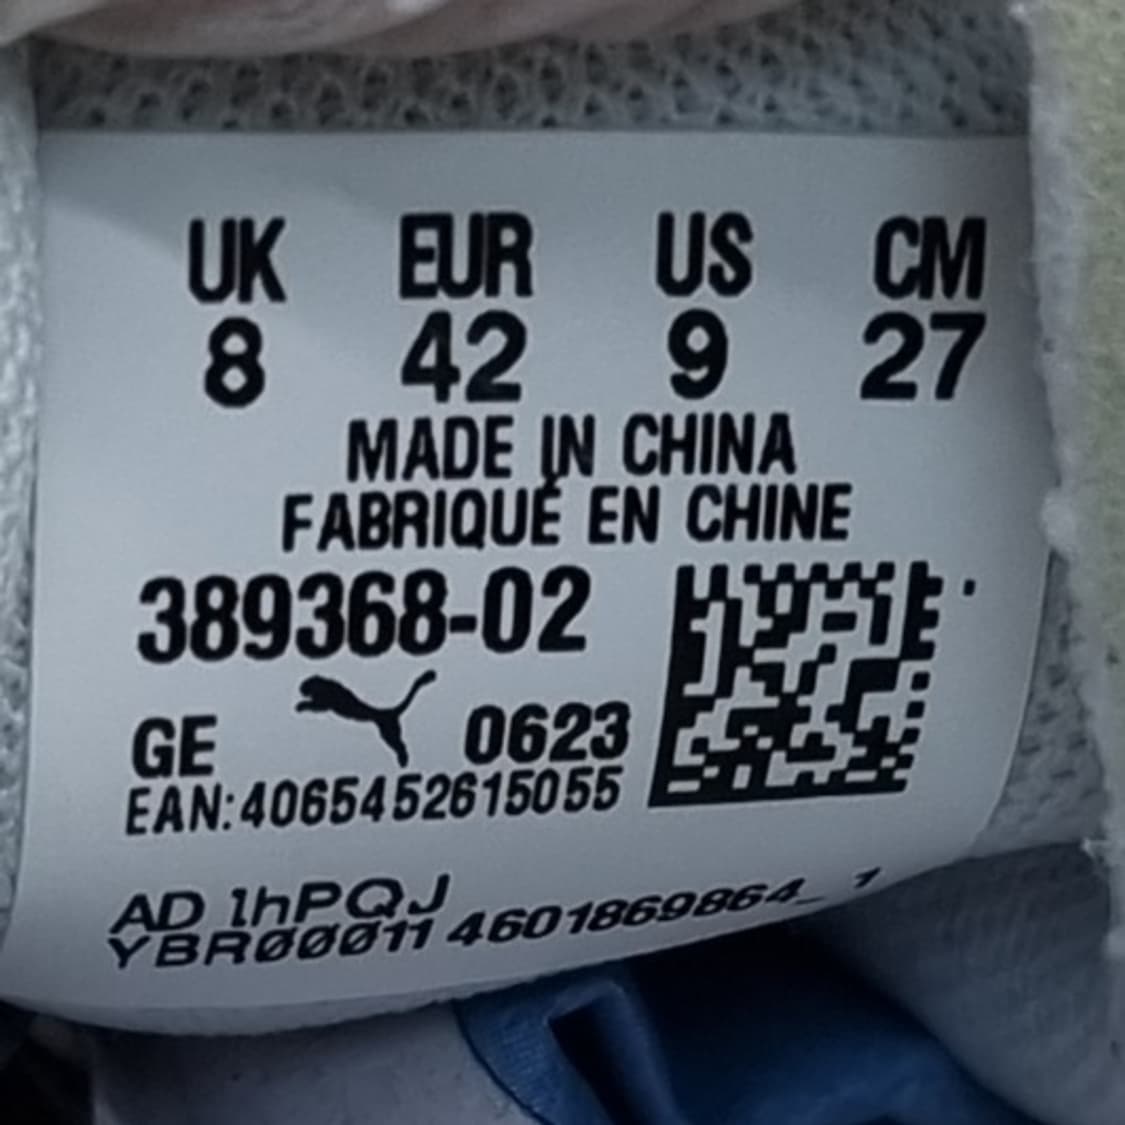 UK EUR US CM
8 42 9 27
MADE IN CHINA
FABRIQUÉ EN CHINE
389368-02
GE 0623
EAN:4065452615055
AD 1hPQJ
YBR00011 4601869864_1